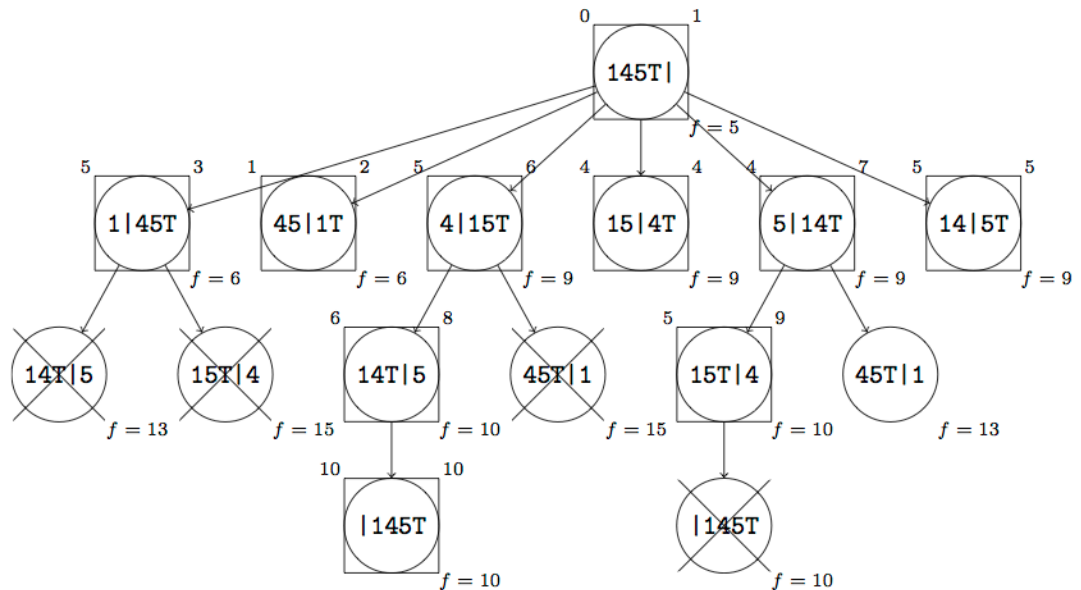 0 1
145T|
f = 5
5 3 1 2 5 6 4 4 4 7 5 5
1|45T 45|1T 4|15T 15|4T 5|14T 14|5T
f = 6 f = 6 f = 9 f = 9 f = 9 f = 9
6 8 5 9
14T|5 15T|4 14T|5 45T|1 15T|4 45T|1
f = 13 f = 15 f = 10 f = 15 f = 10 f = 13
10 10
|145T |145T
f = 10 f = 10